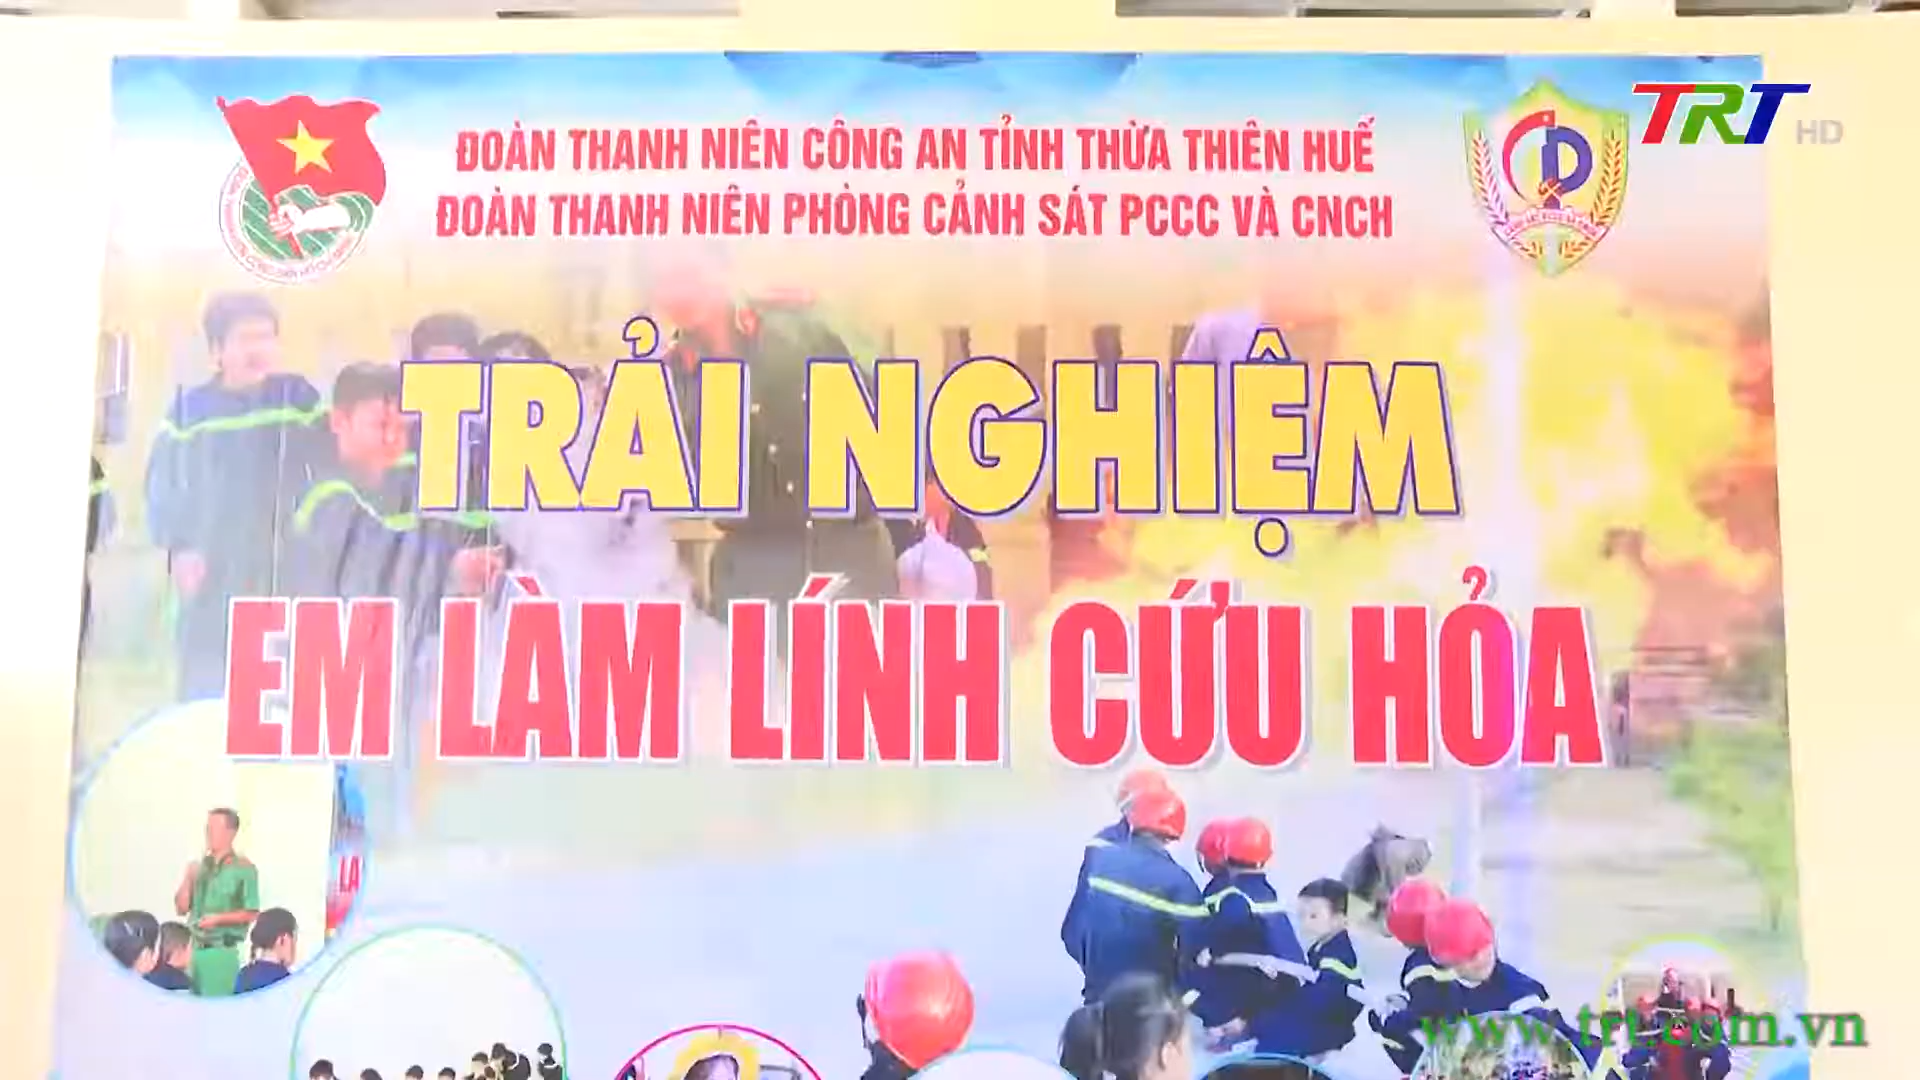 TRT HD
ĐOÀN THANH NIÊN CÔNG AN TỈNH THỪA THIÊN HUẾ
ĐOÀN THANH NIÊN PHÒNG CẢNH SÁT PCCC VÀ CNCH
TRẢI NGHIỆM
EM LÀM LÍNH CỨU HỎA
LA
www.trt.com.vn